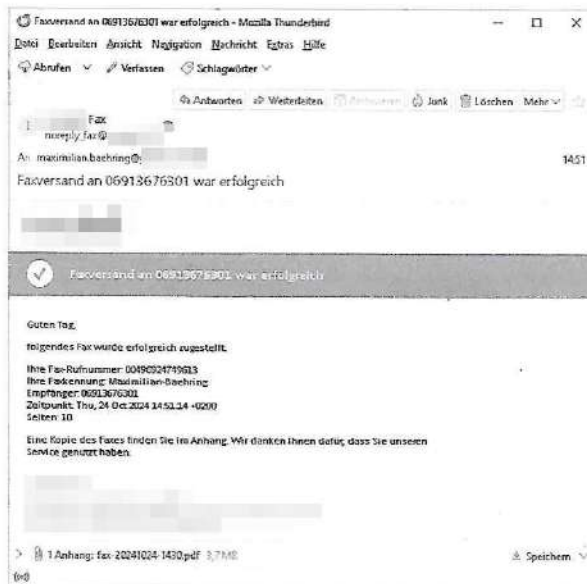 Faxversand an 06913676301 war erfolgreich - Mozilla Thunderbird
Datei Bearbeiten Ansicht Navigation Nachricht Extras Hilfe
Abrufen Verfassen Schlagwörter
Antworten Weiterleiten Archivieren Junk Löschen Mehr
Fax
noreply_fax@
An maximilian.baehring@
14:51
Faxversand an 06913676301 war erfolgreich
Faxversand an 06913676301 war erfolgreich
Guten Tag,
folgendes Fax wurde erfolgreich zugestellt.
Ihre Fax-Rufnummer: 00490924749613
Ihre Faxkennung: Maximilian-Baehring
Empfänger: 06913676301
Zeitpunkt: Thu, 24 Oct 2024 14:51:14 +0200
Seiten: 10
Eine Kopie des Faxes finden Sie im Anhang. Wir danken Ihnen dafür, dass Sie unseren
Service genutzt haben.
1 Anhang: fax-20241024-1430.pdf 3,7 MB
Speichern